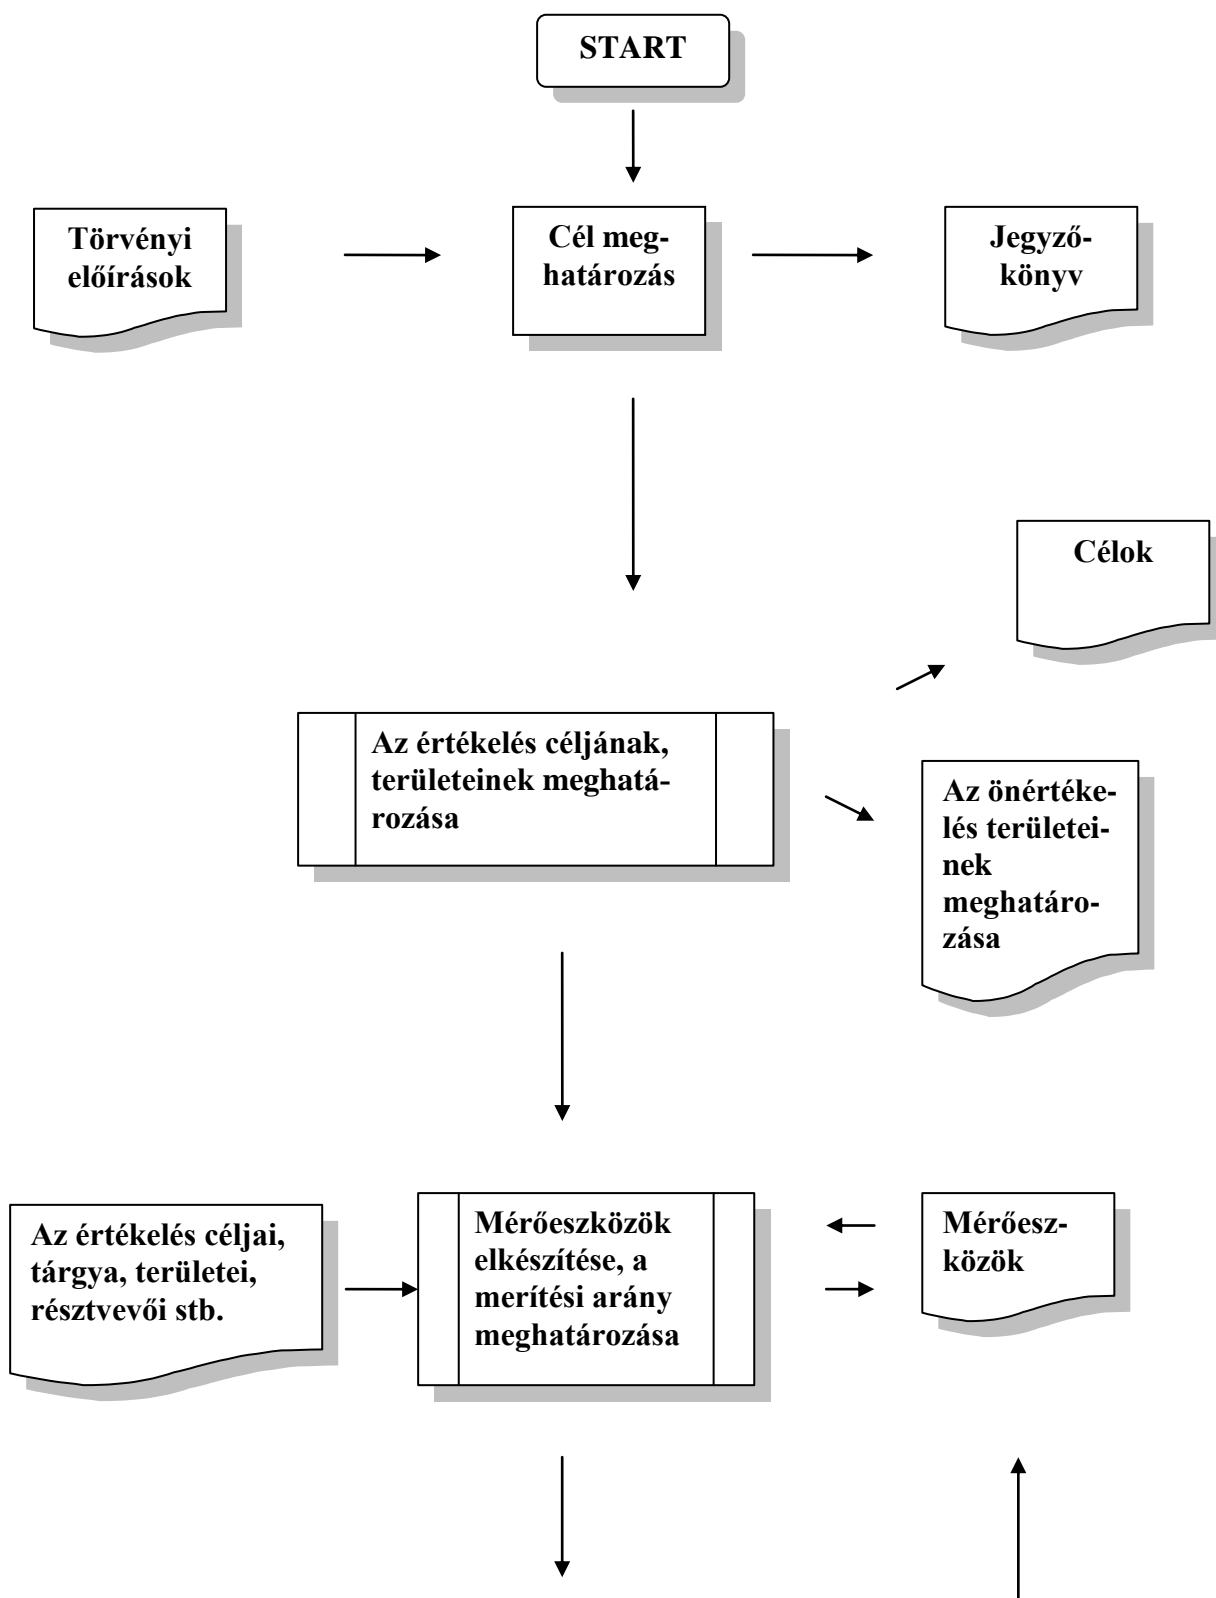 START
Törvényi
előírások
Cél meg-
határozás
Jegyző-
könyv
Célok
Az értékelés céljának,
területeinek meghatá-
rozása
Az önértéke-
lés területei-
nek
meghatáro-
zása
Az értékelés céljai,
tárgya, területei,
résztvevői stb.
Mérőeszközök
elkészítése, a
merítési arány
meghatározása
Mérőesz-
közök